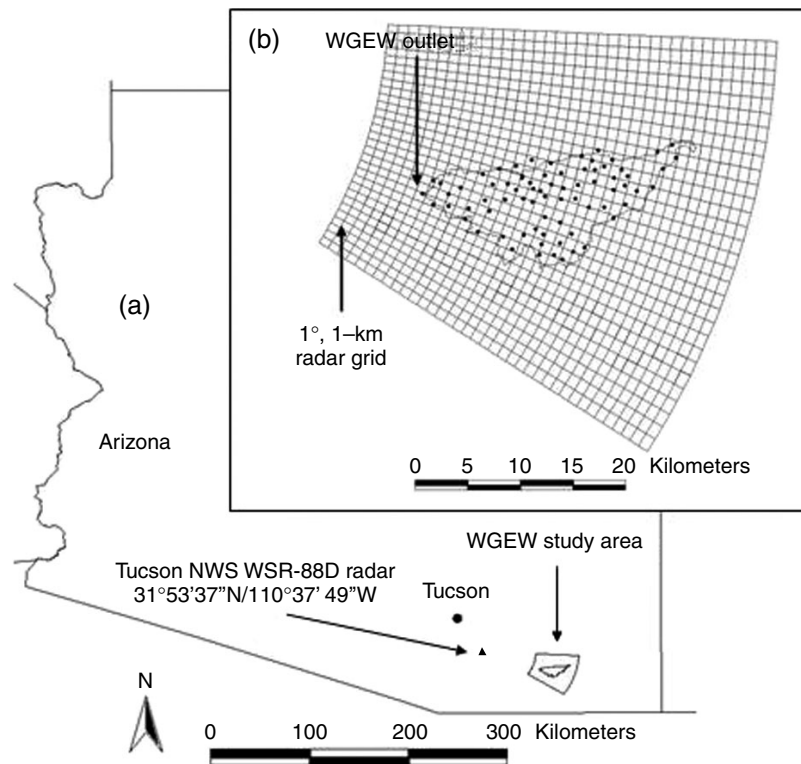 (b)
WGEW outlet
(a)
1°, 1–km
radar grid
Arizona
0 5 10 15 20 Kilometers
WGEW study area
Tucson NWS WSR-88D radar
31°53'37”N/110°37' 49”W
Tucson
N
0 100 200 300 Kilometers